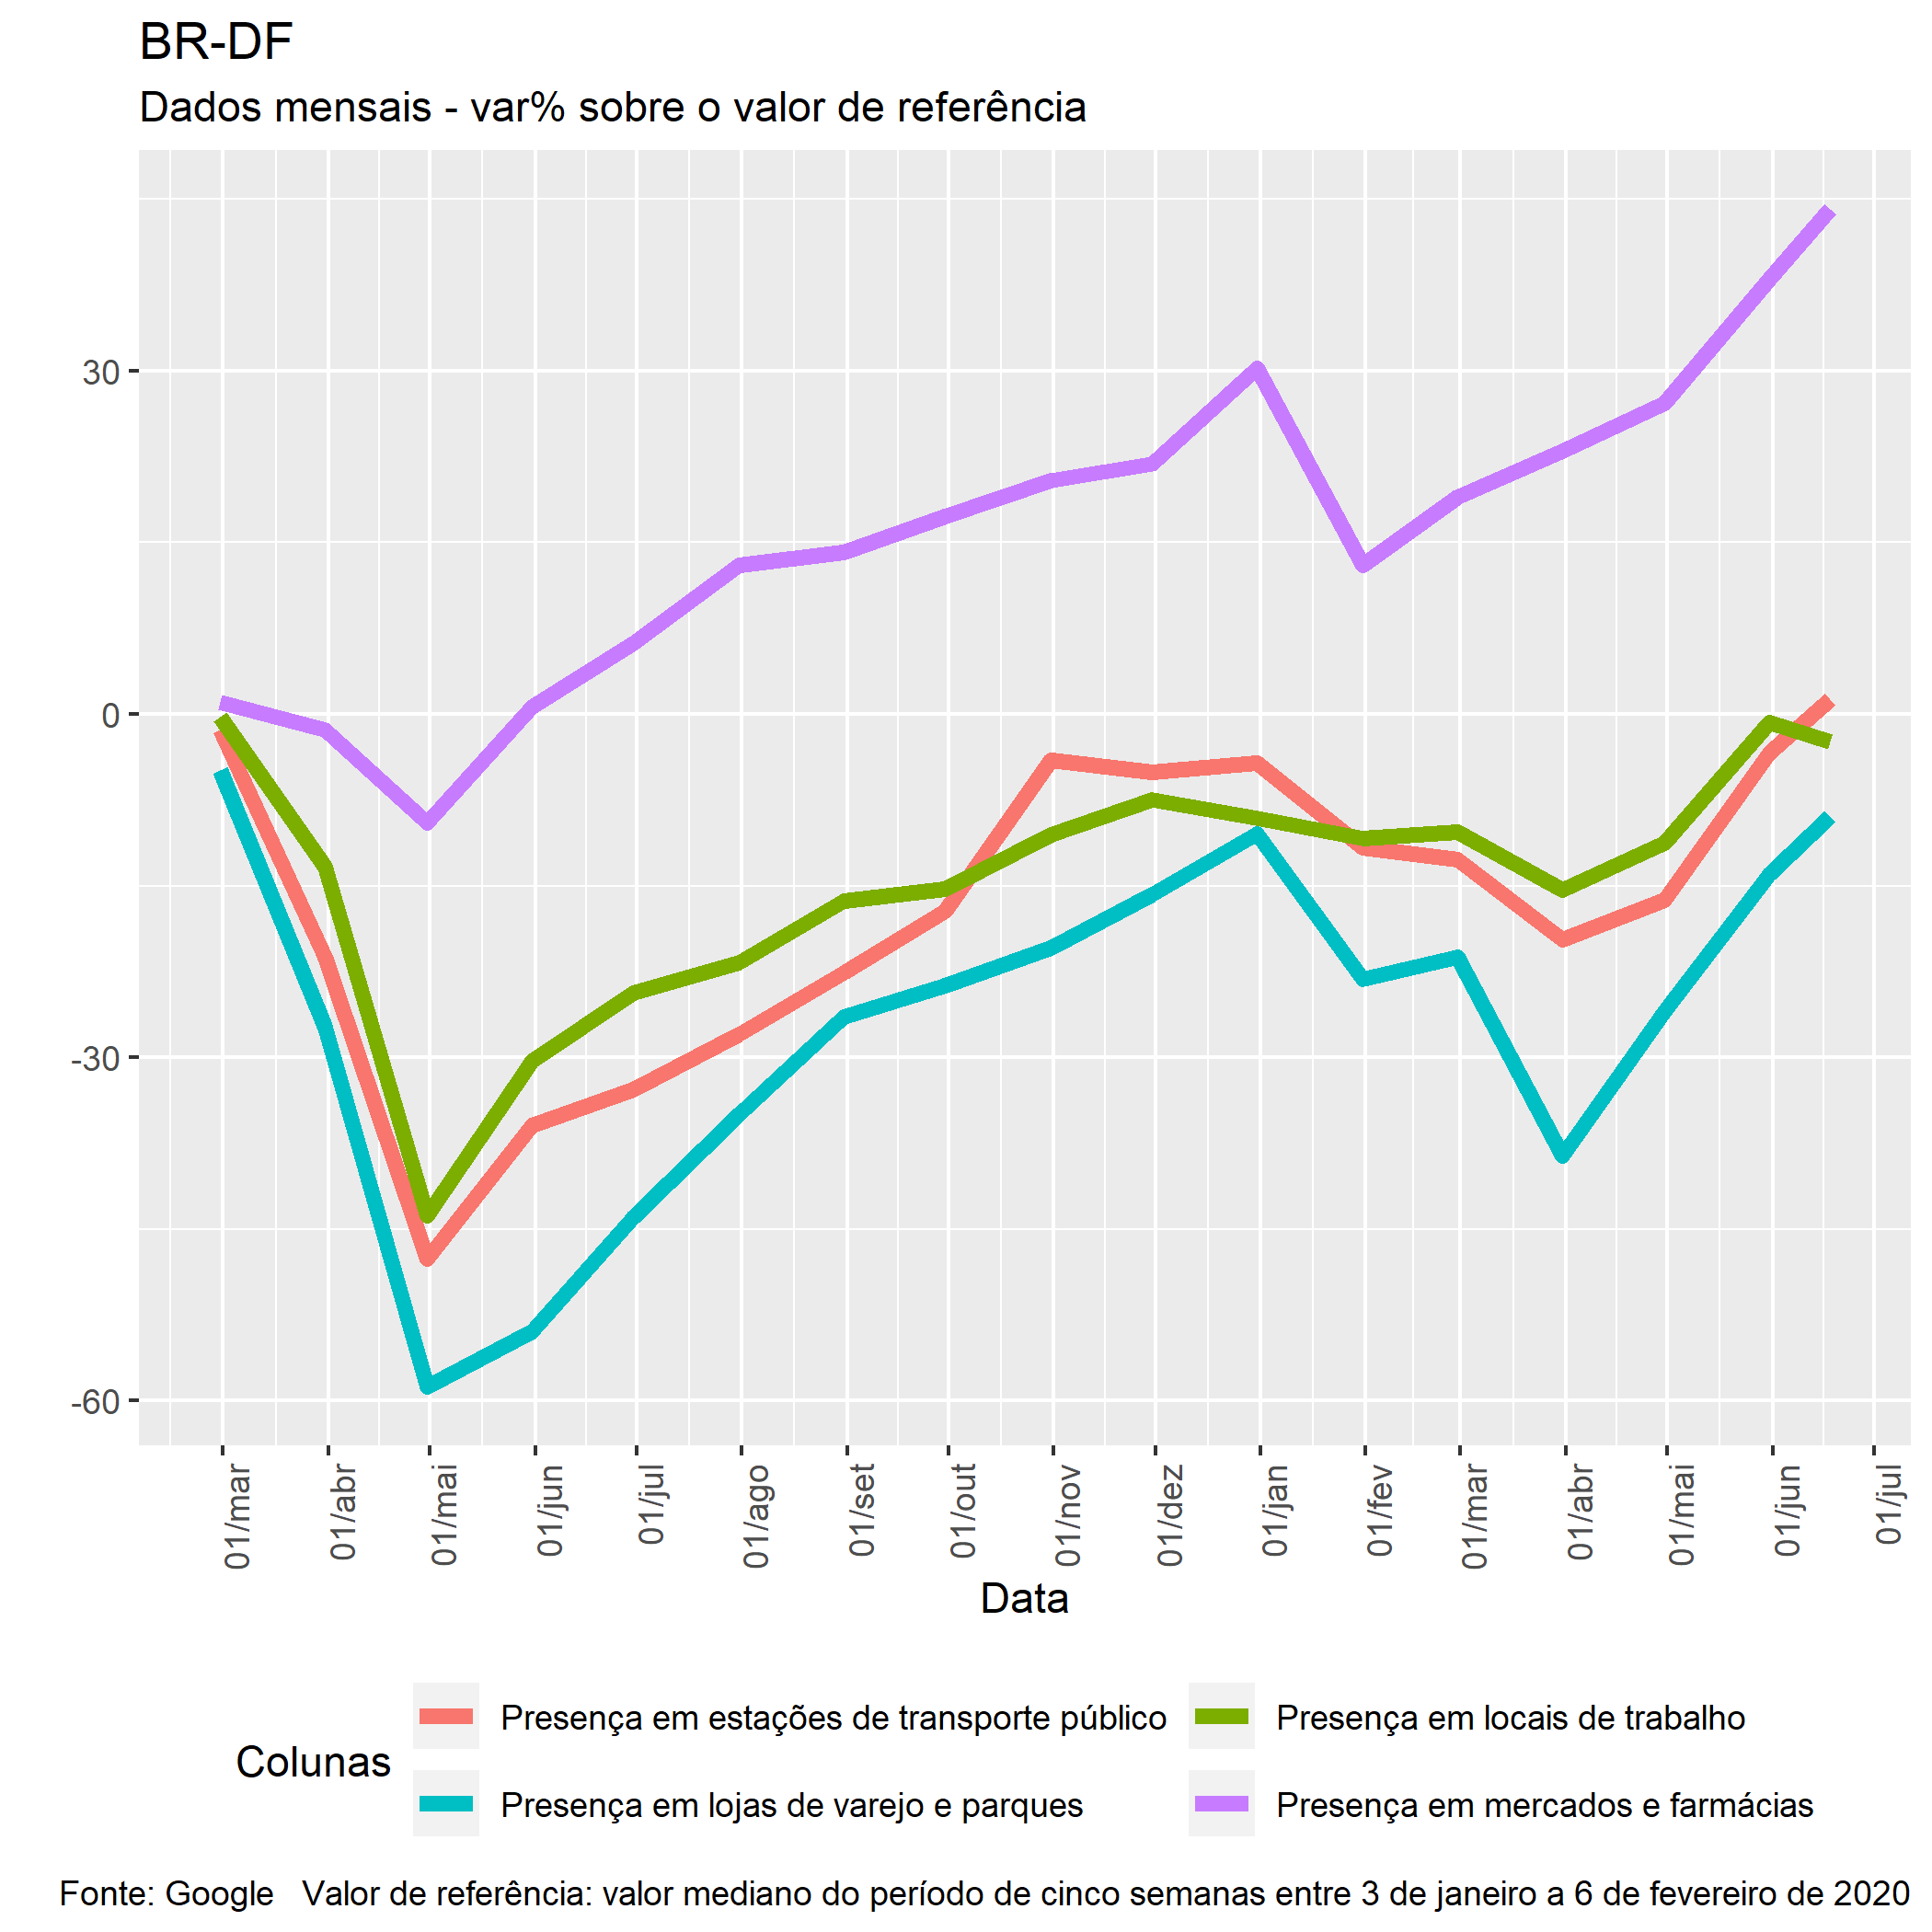 BR-DF
Dados mensais - var% sobre o valor de referência
30
0
-30
-60
01/mar
01/abr
01/mai
01/jun
01/jul
01/ago
01/set
01/out
01/nov
01/dez
01/jan
01/fev
01/mar
01/abr
01/mai
01/jun
01/jul
Data
Colunas
Presença em estações de transporte público
Presença em locais de trabalho
Presença em lojas de varejo e parques
Presença em mercados e farmácias
Fonte: Google   Valor de referência: valor mediano do período de cinco semanas entre 3 de janeiro a 6 de fevereiro de 2020